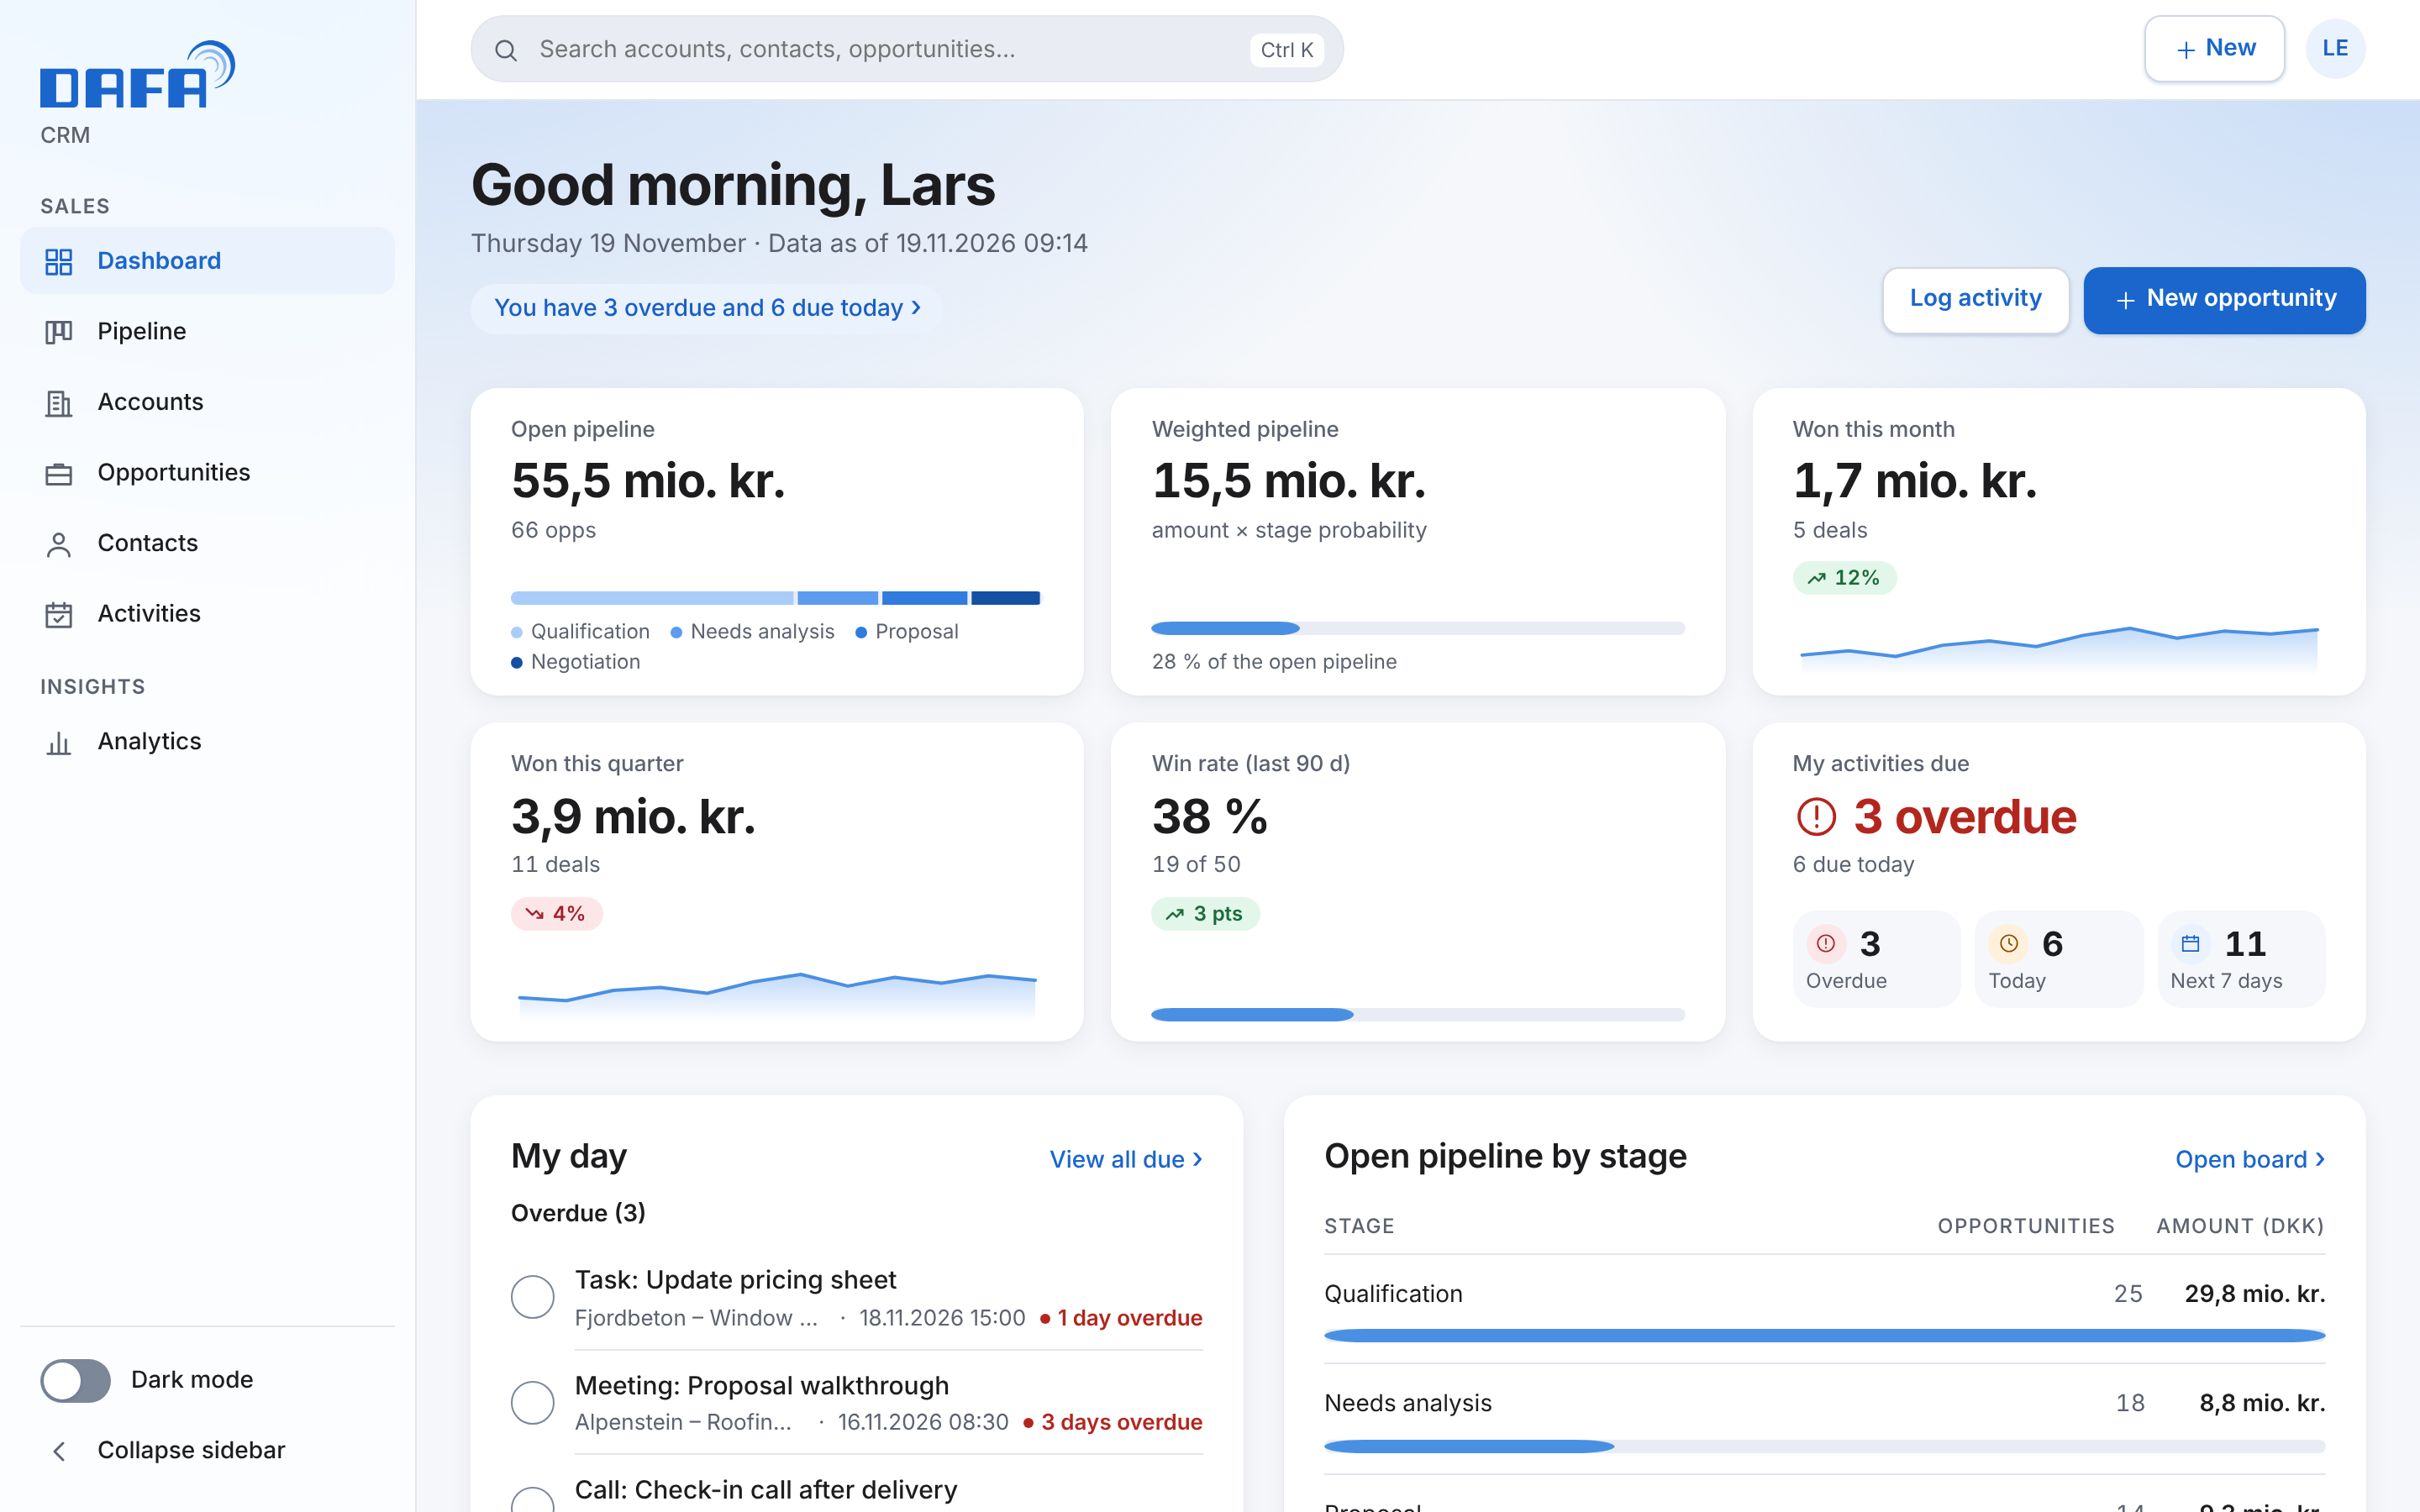 DAFA
CRM
SALES
Dashboard
Pipeline
Accounts
Opportunities
Contacts
Activities
INSIGHTS
Analytics
Dark mode
Collapse sidebar
Search accounts, contacts, opportunities...
Ctrl K
+ New
LE
Good morning, Lars
Thursday 19 November · Data as of 19.11.2026 09:14
You have 3 overdue and 6 due today ›
Log activity
+ New opportunity
Open pipeline
55,5 mio. kr.
66 opps
Qualification
Needs analysis
Proposal
Negotiation
Weighted pipeline
15,5 mio. kr.
amount × stage probability
28 % of the open pipeline
Won this month
1,7 mio. kr.
5 deals
12%
Won this quarter
3,9 mio. kr.
11 deals
4%
Win rate (last 90 d)
38 %
19 of 50
3 pts
My activities due
3 overdue
6 due today
3
Overdue
6
Today
11
Next 7 days
My day
View all due ›
Overdue (3)
Task: Update pricing sheet
Fjordbeton – Window ... · 18.11.2026 15:00 • 1 day overdue
Meeting: Proposal walkthrough
Alpenstein – Roofin... · 16.11.2026 08:30 • 3 days overdue
Call: Check-in call after delivery
Open pipeline by stage
Open board ›
STAGE OPPORTUNITIES AMOUNT (DKK)
Qualification 25 29,8 mio. kr.
Needs analysis 18 8,8 mio. kr.
Proposal 14